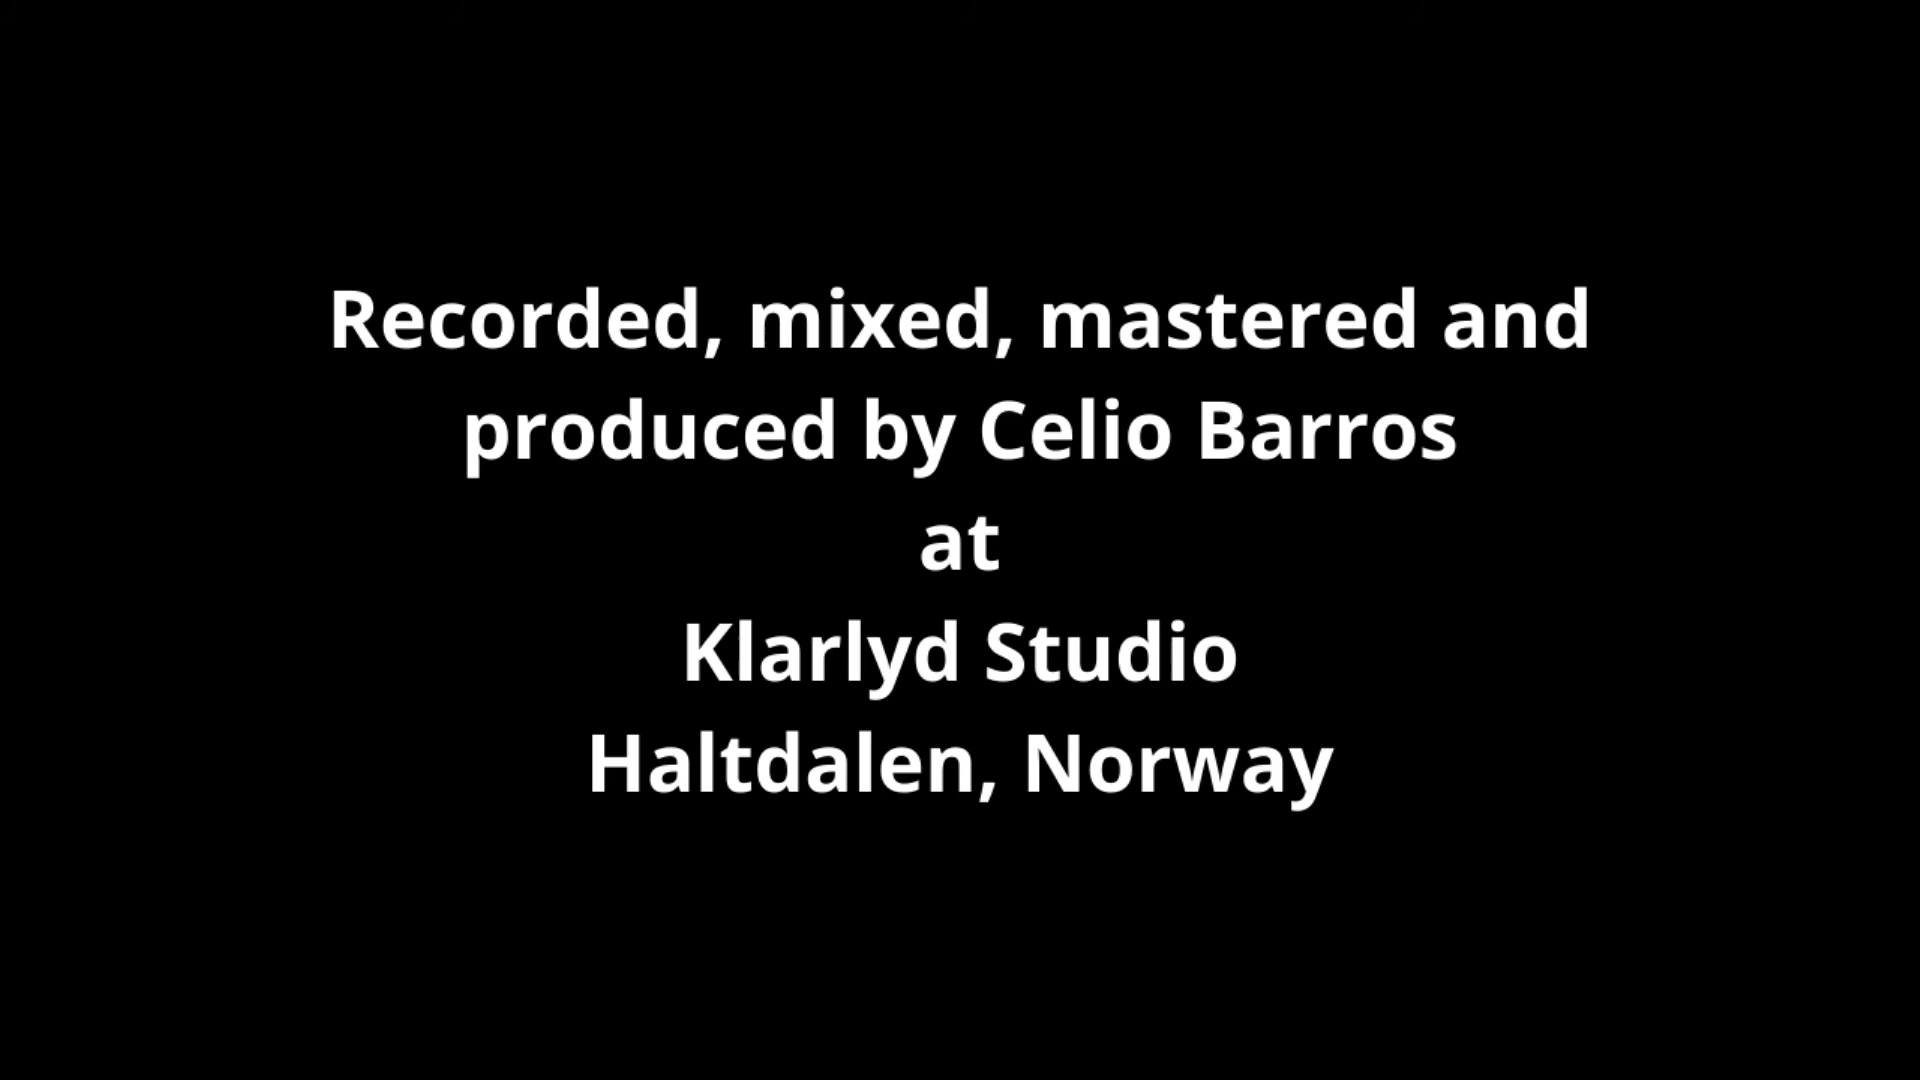 Recorded, mixed, mastered and
produced by Celio Barros
at
Klarlyd Studio
Haltdalen, Norway